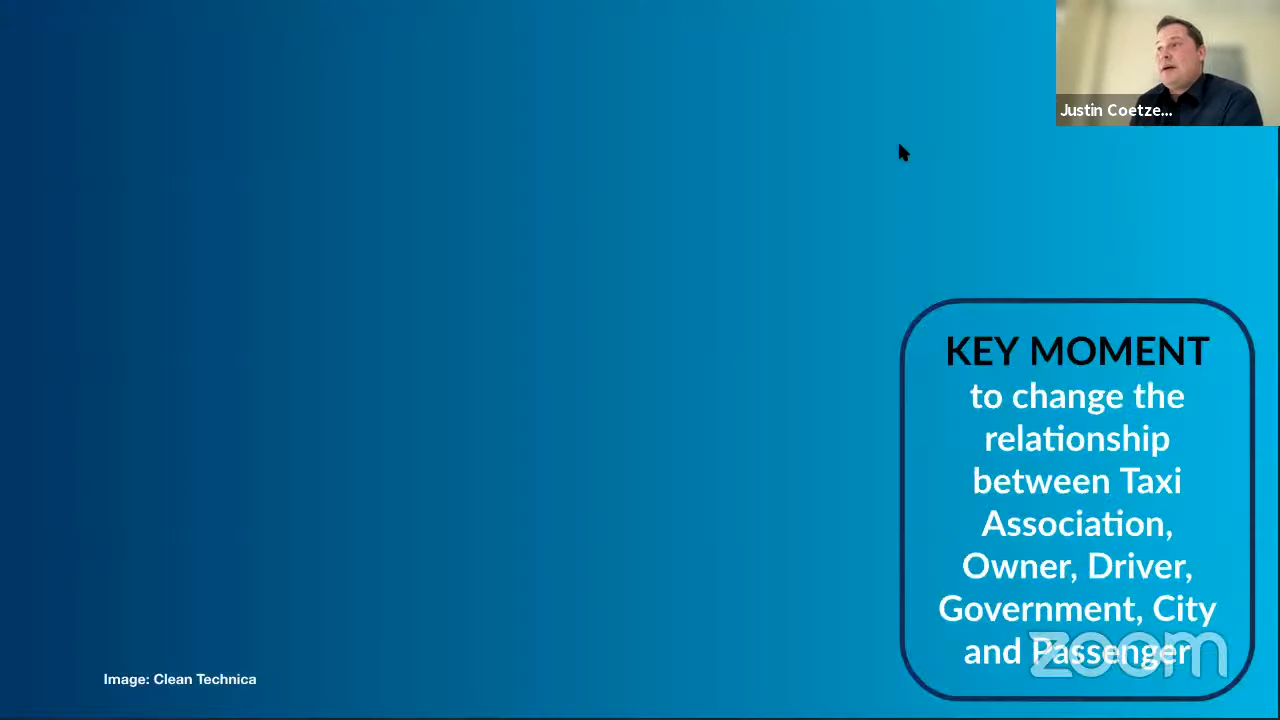 Justin Coetze...
KEY MOMENT
to change the
relationship
between Taxi
Association,
Owner, Driver,
Government, City
and Passenger
zoom
Image: Clean Technica